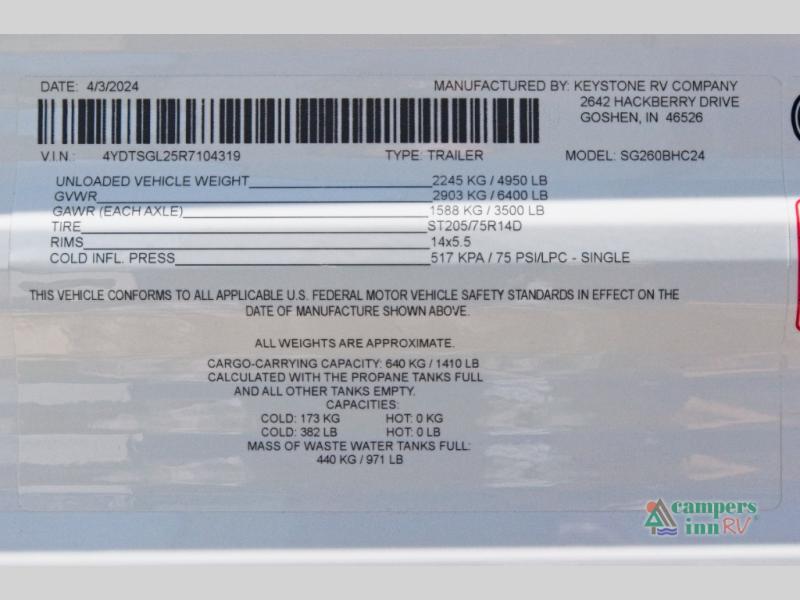 DATE: 4/3/2024 MANUFACTURED BY: KEYSTONE RV COMPANY
2642 HACKBERRY DRIVE
GOSHEN, IN 46526
V.I.N.: 4YDTSGL25R7104319 TYPE: TRAILER MODEL: SG260BHC24
UNLOADED VEHICLE WEIGHT 2245 KG / 4950 LB
GVWR 2903 KG / 6400 LB
GAWR (EACH AXLE) 1588 KG / 3500 LB
TIRE ST205/75R14D
RIMS 14x5.5
COLD INFL. PRESS 517 KPA / 75 PSI/LPC - SINGLE
THIS VEHICLE CONFORMS TO ALL APPLICABLE U.S. FEDERAL MOTOR VEHICLE SAFETY STANDARDS IN EFFECT ON THE
DATE OF MANUFACTURE SHOWN ABOVE.
ALL WEIGHTS ARE APPROXIMATE.
CARGO-CARRYING CAPACITY: 640 KG / 1410 LB
CALCULATED WITH THE PROPANE TANKS FULL
AND ALL OTHER TANKS EMPTY.
CAPACITIES:
COLD: 173 KG HOT: 0 KG
COLD: 382 LB HOT: 0 LB
MASS OF WASTE WATER TANKS FULL:
440 KG / 971 LB
campers
inn RV